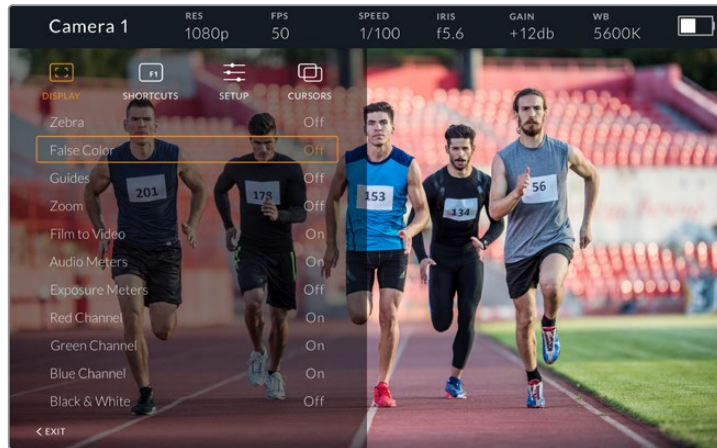 Camera 1
RES
1080p
FPS
50
SPEED
1/100
IRIS
f5.6
GAIN
+12db
WB
5600K
F1
DISPLAY
SHORTCUTS
SETUP
CURSORS
Zebra Off
False Color Off
Guides Off
Zoom Off
Film to Video On
Audio Meters On
Exposure Meters Off
Red Channel On
Green Channel On
Blue Channel On
Black & White Off
< EXIT
201
178
153
134
56